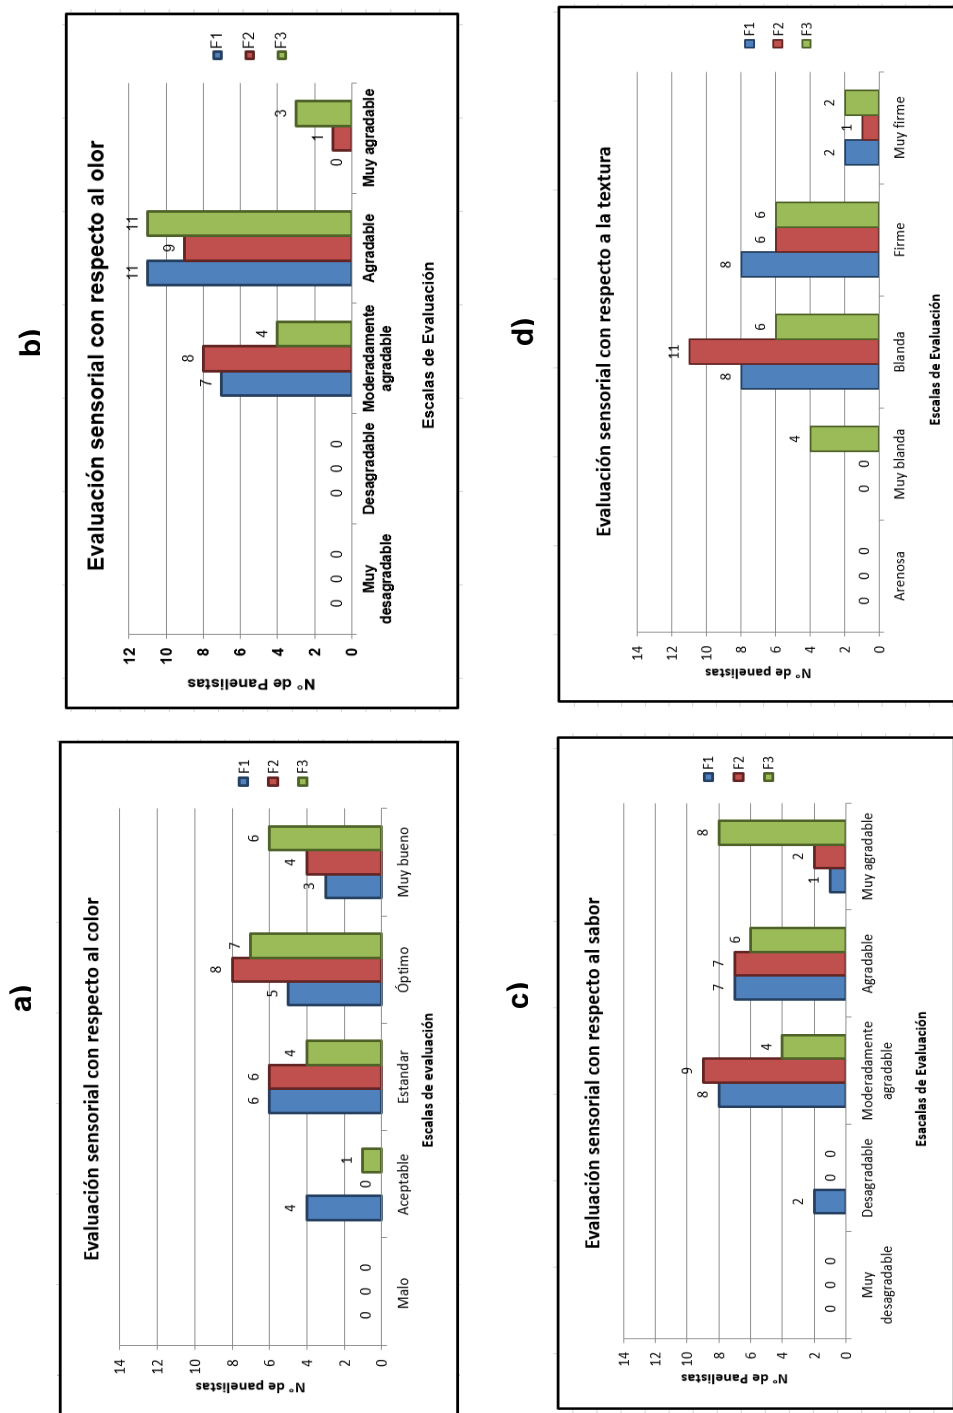 a)
Evaluación sensorial con respecto al color
14
12
10
8
6
4
2
0
N° de panelistas
0 0 0
4 0 1
6 6 4
5 8 7
3 4 6
Malo Aceptable Estandar Óptimo Muy bueno
Escalas de evaluación
F1
F2
F3
b)
Evaluación sensorial con respecto al olor
12
10
8
6
4
2
0
N° de Panelistas
0 0 0
0 0 0
7 8 4
11 9 11
0 1 3
Muy
desagradable
Desagradable
Moderadamente
agradable
Agradable
Muy agradable
Escalas de Evaluación
F1
F2
F3
c)
Evaluación sensorial con respecto al sabor
14
12
10
8
6
4
2
0
N° de panelistas
0 0 0
2 0 0
8 9 4
7 7 6
1 2 8
Muy
desagradable
Desagradable
Moderadamente
agradable
Agradable
Muy agradable
Esacalas de Evaluación
F1
F2
F3
d)
Evaluación sensorial con respecto a la textura
14
12
10
8
6
4
2
0
N° de panelistas
0 0 0
0 0 4
8 11 6
8 6 6
2 1 2
Arenosa Muy blanda Blanda Firme Muy firme
Escalas de Evaluación
F1
F2
F3